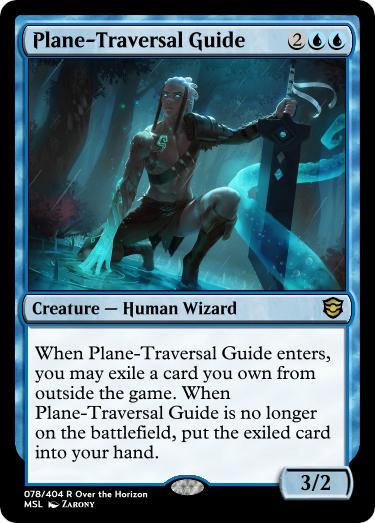 Plane-Traversal Guide 2
Creature — Human Wizard
When Plane-Traversal Guide enters,
you may exile a card you own from
outside the game. When
Plane-Traversal Guide is no longer
on the battlefield, put the exiled card
into your hand.
3/2
078/404 R Over the Horizon
MSL Zarony